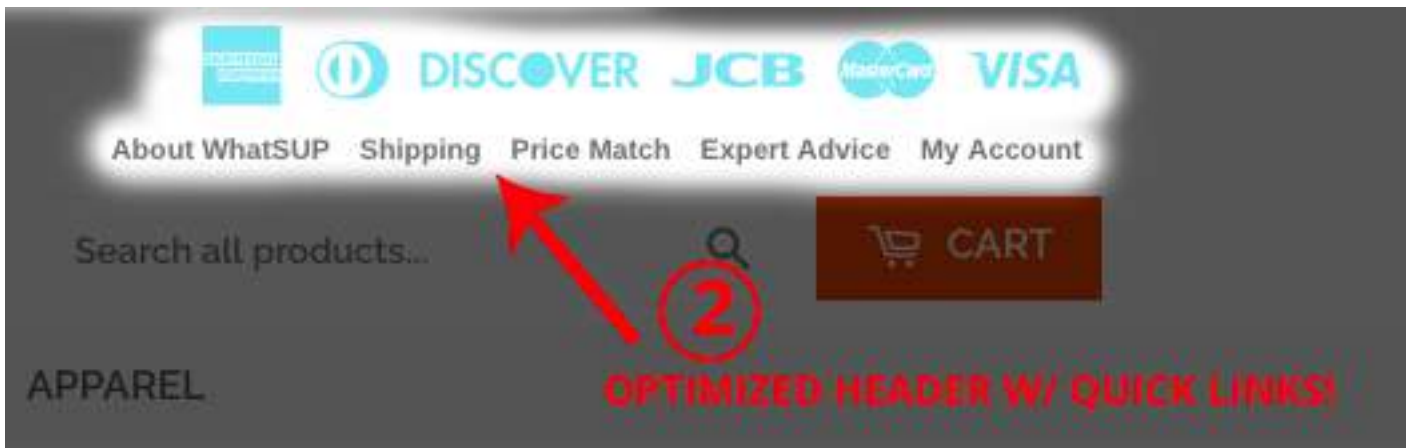 DISCOVER JCB MasterCard VISA
About WhatSUP Shipping Price Match Expert Advice My Account
Search all products... CART
2
APPAREL
OPTIMIZED HEADER W/ QUICK LINKS!